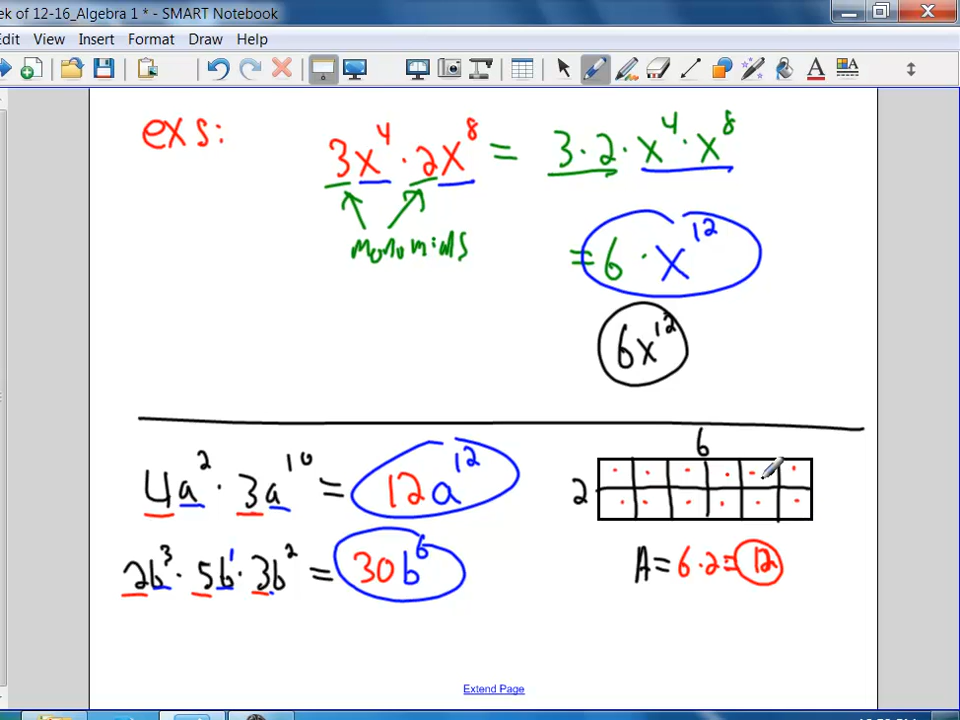 ek of 12-16_Algebra 1 * - SMART Notebook
Edit View Insert Format Draw Help
exs:
3x⁴ · 2x⁸ = 3 · 2 · x⁴ · x⁸
Monomials
= 6 · x¹²
6x¹²
4a² · 3a¹⁰ = 12a¹²
6
2
2b³ · 5b¹ · 3b² = 30b⁶
A = 6 · 2 = 12
Extend Page